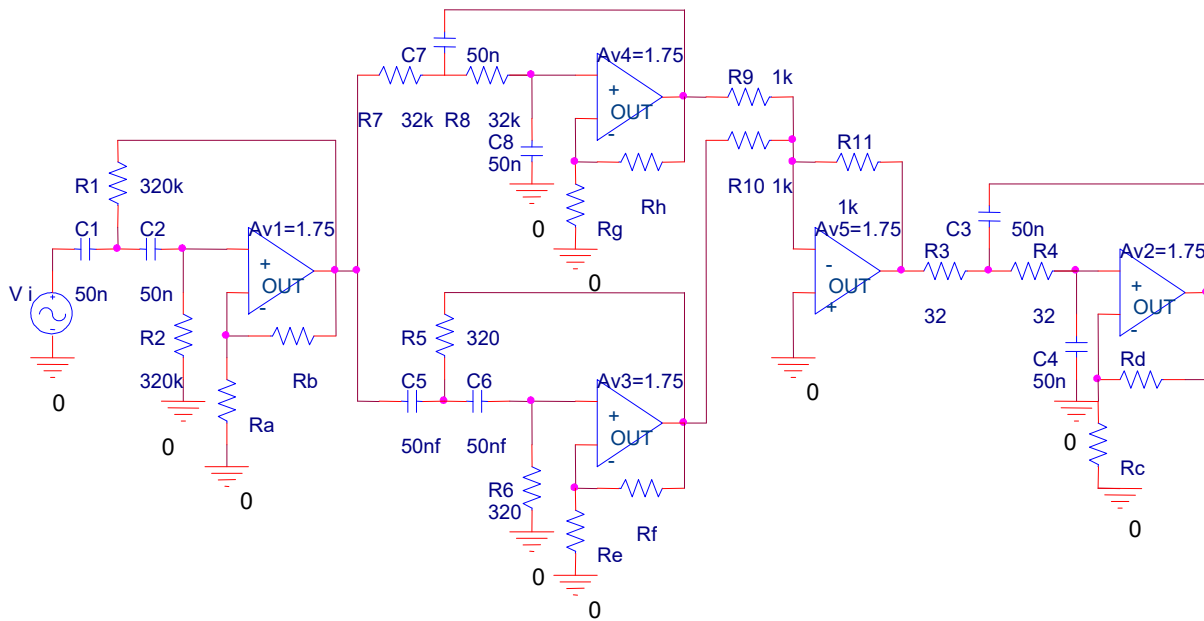 C7
50n
Av4=1.75
+
OUT
-
R7
32k
R8
32k
C8
50n
0
Rg
Rh
0
R9
1k
R10
1k
R11
1k
Av5=1.75
-
OUT
+
0
R1
320k
C1
C2
Av1=1.75
+
OUT
-
Vi
+
-
50n
50n
R2
320k
0
0
Ra
Rb
0
R5
320
C5
C6
Av3=1.75
+
OUT
-
50nf
50nf
R6
320
0
Re
Rf
0
C3
50n
R3
R4
Av2=1.75
+
OUT
-
32
32
C4
50n
0
Rd
Rc
0